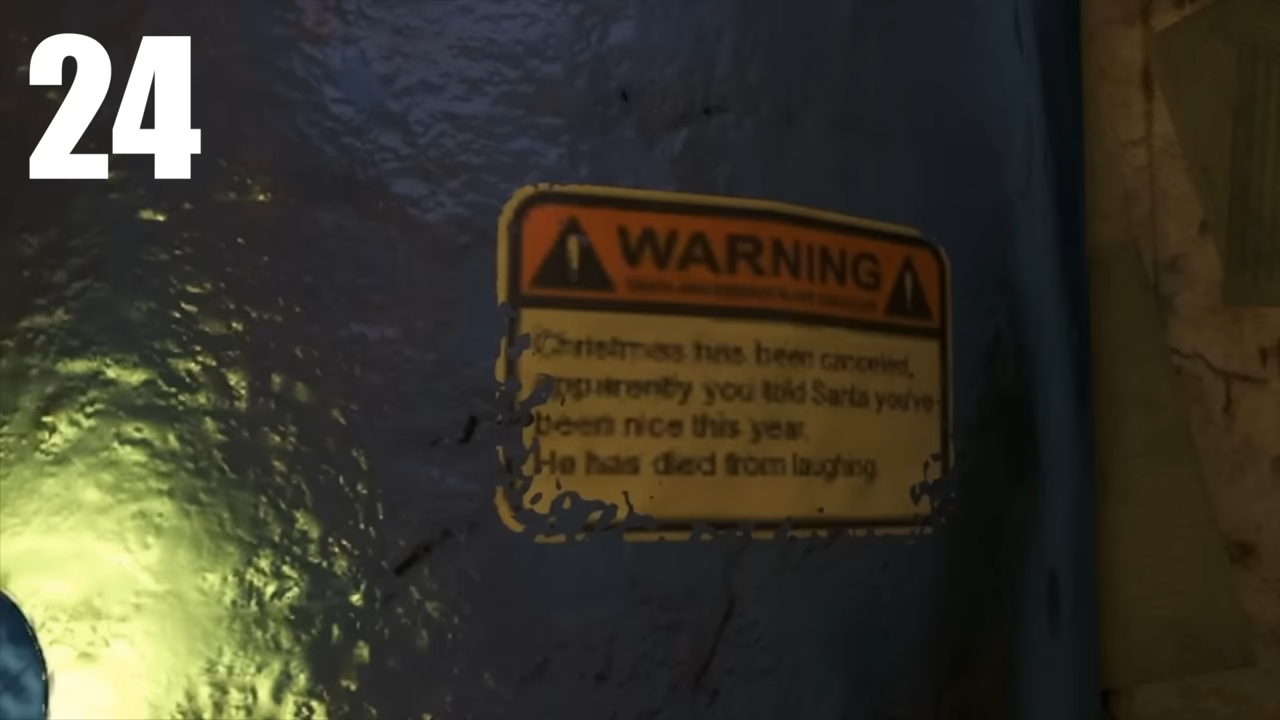 24
WARNING
Christmas has been canceled,
apparently you told Santa you've
been nice this year.
He has died from laughing